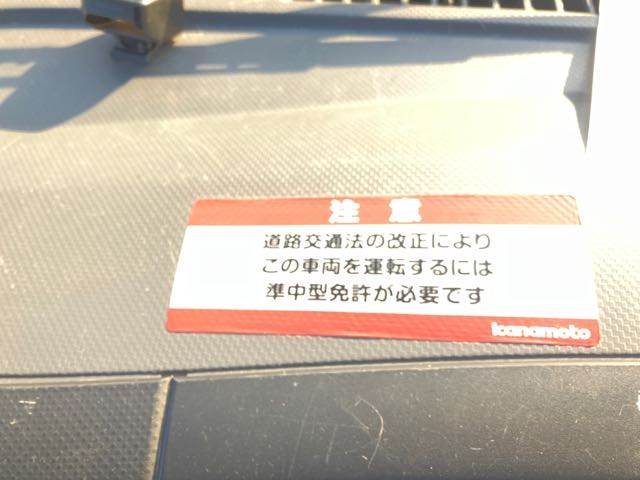 注意
道路交通法の改正により
この車両を運転するには
準中型免許が必要です
kanamoto